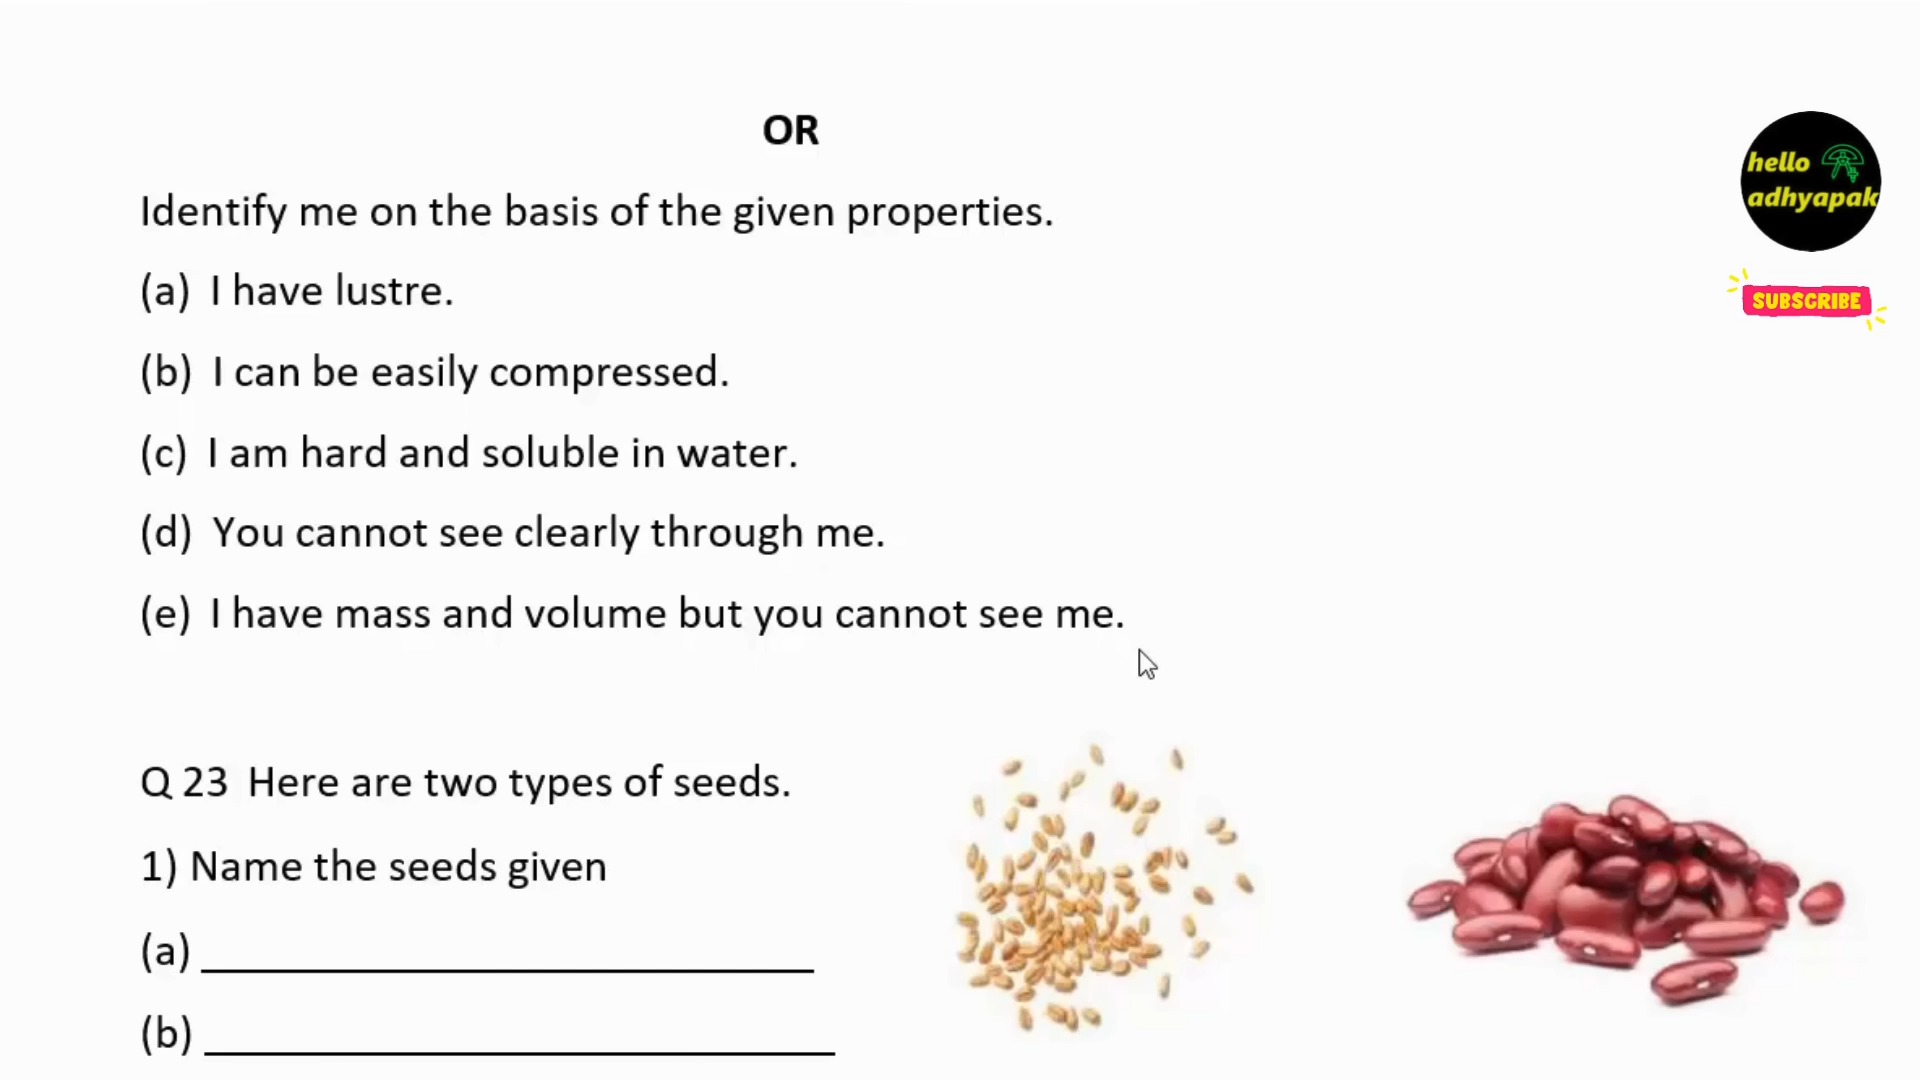 OR
Identify me on the basis of the given properties.
(a) I have lustre.
(b) I can be easily compressed.
(c) I am hard and soluble in water.
(d) You cannot see clearly through me.
(e) I have mass and volume but you cannot see me.
Q 23 Here are two types of seeds.
1) Name the seeds given
(a) ____________________
(b) ____________________
hello
adhyapak
SUBSCRIBE